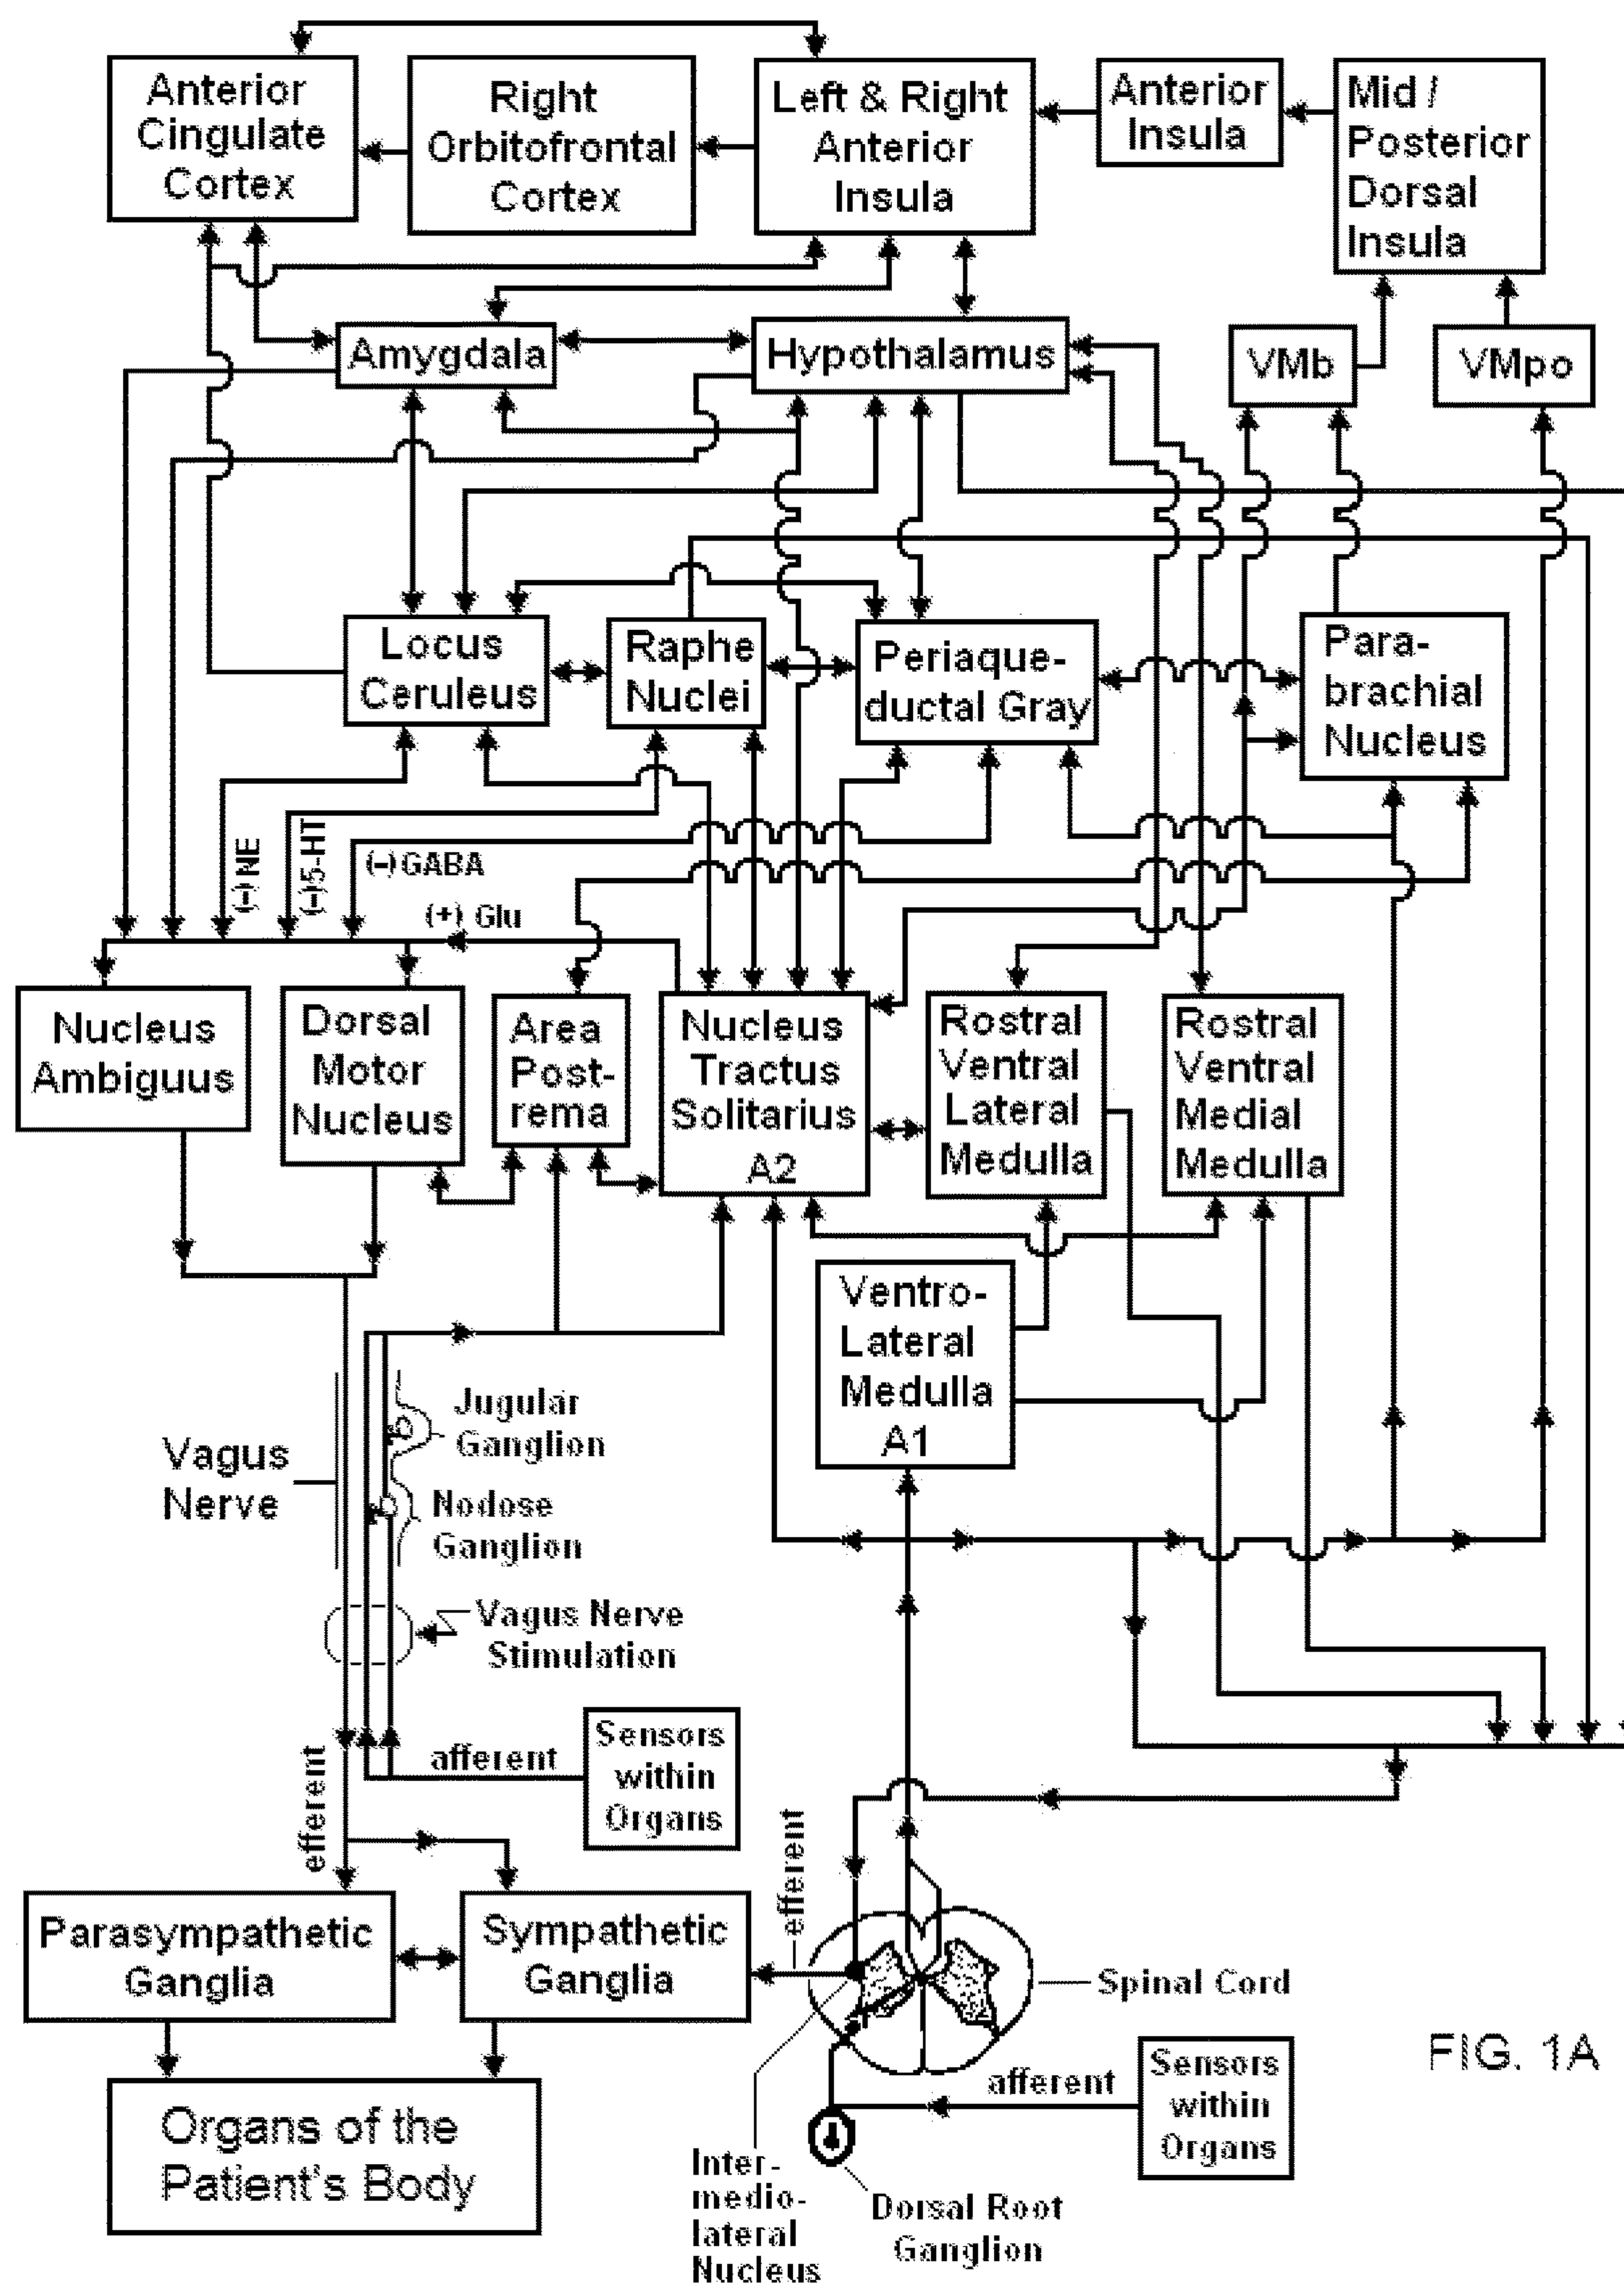 Anterior
Cingulate
Cortex
Right
Orbitofrontal
Cortex
Left & Right
Anterior
Insula
Anterior
Insula
Mid /
Posterior
Dorsal
Insula
Amygdala
Hypothalamus
VMb
VMpo
Locus
Ceruleus
Raphe
Nuclei
Periaque-
ductal Gray
Para-
brachial
Nucleus
(−) NE
(−)5-HT
(−)GABA
(+) Glu
Nucleus
Ambiguus
Dorsal
Motor
Nucleus
Area
Post-
rema
Nucleus
Tractus
Solitarius
A2
Rostral
Ventral
Lateral
Medulla
Rostral
Ventral
Medial
Medulla
Ventro-
Lateral
Medulla
A1
Jugular
Ganglion
Vagus
Nerve
Nodose
Ganglion
Vagus Nerve
Stimulation
Sensors
within
Organs
afferent
efferent
efferent
Parasympathetic
Ganglia
Sympathetic
Ganglia
Spinal Cord
FIG. 1A
afferent
Sensors
within
Organs
Organs of the
Patient's Body
Inter-
medio-
lateral
Nucleus
Dorsal Root
Ganglion